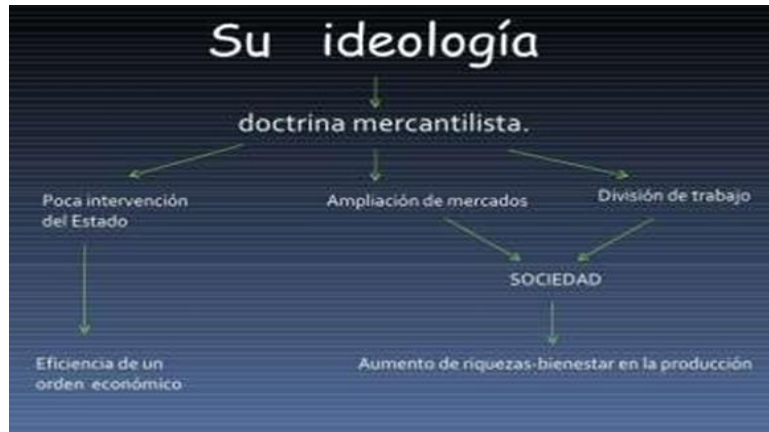 Su ideología
doctrina mercantilista.
Poca intervención
del Estado
Ampliación de mercados
División de trabajo
SOCIEDAD
Eficiencia de un
orden económico
Aumento de riquezas-bienestar en la producción